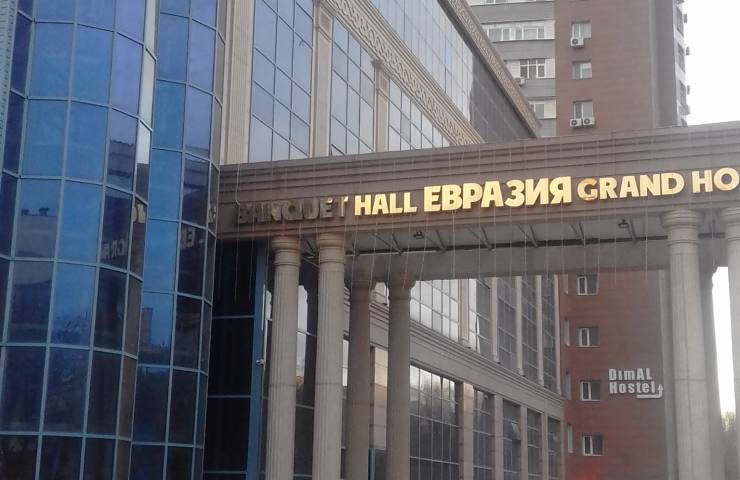 BANQUET HALL ЕВРАЗИЯ GRAND HO
DimAL
Hostel